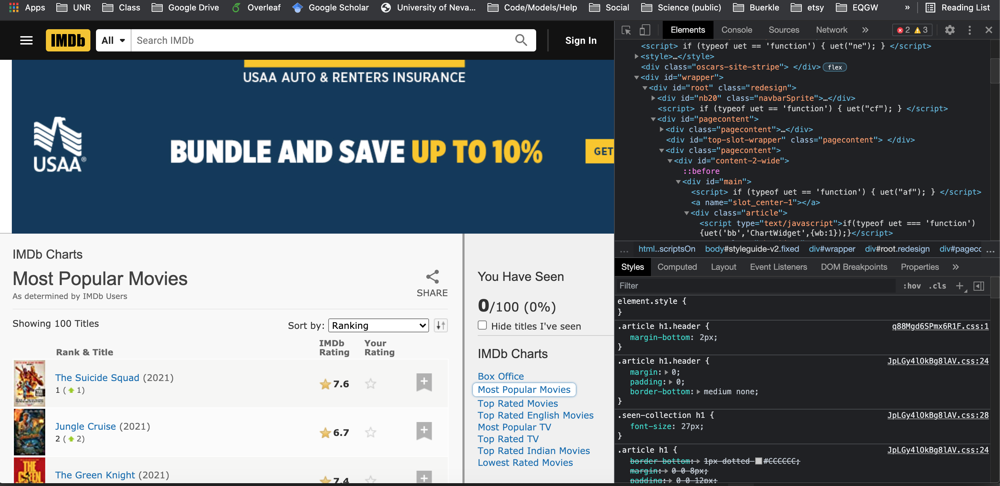 Apps UNR Class Google Drive Overleaf Google Scholar University of Neva... Code/Models/Help Social Science (public) Buerkle etsy EQGW » Reading List
IMDb All Search IMDb Sign In
USAA AUTO & RENTERS INSURANCE
USAA®
BUNDLE AND SAVE UP TO 10%
GET
IMDb Charts
Most Popular Movies
As determined by IMDb Users
SHARE
Showing 100 Titles
Sort by: Ranking
Rank & Title IMDb Rating Your Rating
The Suicide Squad (2021)
1 ( 1)
7.6
Jungle Cruise (2021)
2 ( 2)
6.7
THE GREEN
The Green Knight (2021)
7.4
You Have Seen
0/100 (0%)
Hide titles I've seen
IMDb Charts
Box Office
Most Popular Movies
Top Rated Movies
Top Rated English Movies
Most Popular TV
Top Rated TV
Top Rated Indian Movies
Lowest Rated Movies
Elements Console Sources Network » 2 3
<script> if (typeof uet == 'function') { uet("ne"); } </script>
<style>…</style>
<div class="oscars-site-stripe"> </div> flex
<div id="wrapper">
<div id="root" class="redesign">
<div id="nb20" class="navbarSprite">…</div>
<script> if (typeof uet == 'function') { uet("cf"); } </script>
<div id="pagecontent">
<div class="pagecontent">…</div>
<div id="top-slot-wrapper" class="pagecontent"> </div>
<div class="pagecontent">
<div id="content-2-wide">
::before
<div id="main">
<script> if (typeof uet == 'function') { uet("af"); } </script>
<a name="slot_center-1"></a>
<div class="article">
<script type="text/javascript">if(typeof uet === 'function')
{uet('bb','ChartWidget',{wb:1});}</script>
... html..scriptsOn body#styleguide-v2.fixed div#wrapper div#root.redesign div#pagecc ...
Styles Computed Layout Event Listeners DOM Breakpoints Properties »
Filter :hov .cls +
element.style {
}
.article h1.header { q88Mgd6SPmx6R1F.css:1
margin-bottom: 2px;
}
.article h1.header { JpLGy4lOkBg8lAV.css:24
margin: 0;
padding: 0;
border-bottom: medium none;
}
.seen-collection h1 { JpLGy4lOkBg8lAV.css:28
font-size: 27px;
}
.article h1 { JpLGy4lOkBg8lAV.css:24
border-bottom: 1px dotted #CCCCCC;
margin: 0 0 8px;
padding: 0 0 12px;